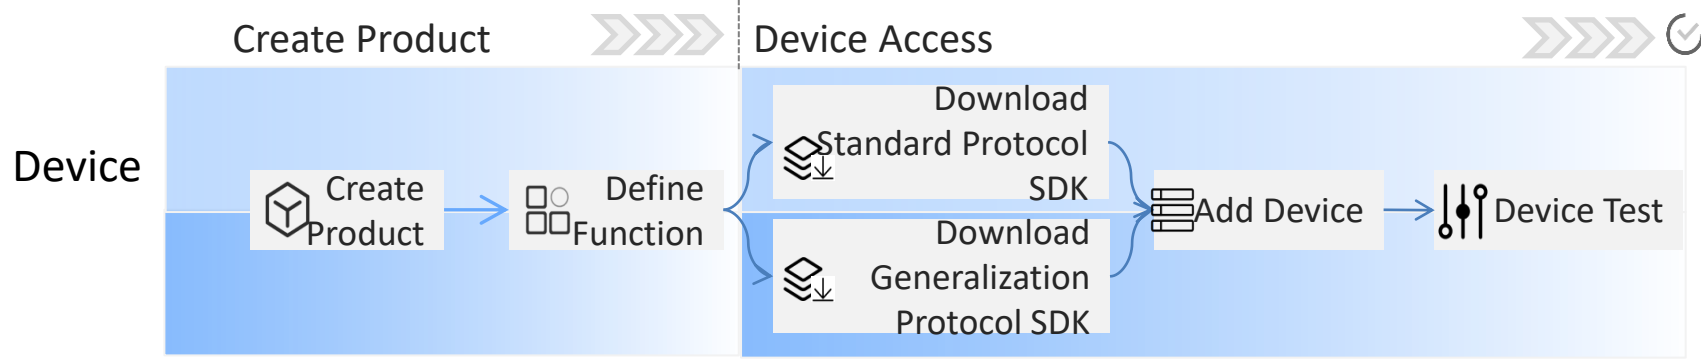 Create Product
Device Access
Device
Create
Product
Define
Function
Download
Standard Protocol
SDK
Download
Generalization
Protocol SDK
Add Device
Device Test